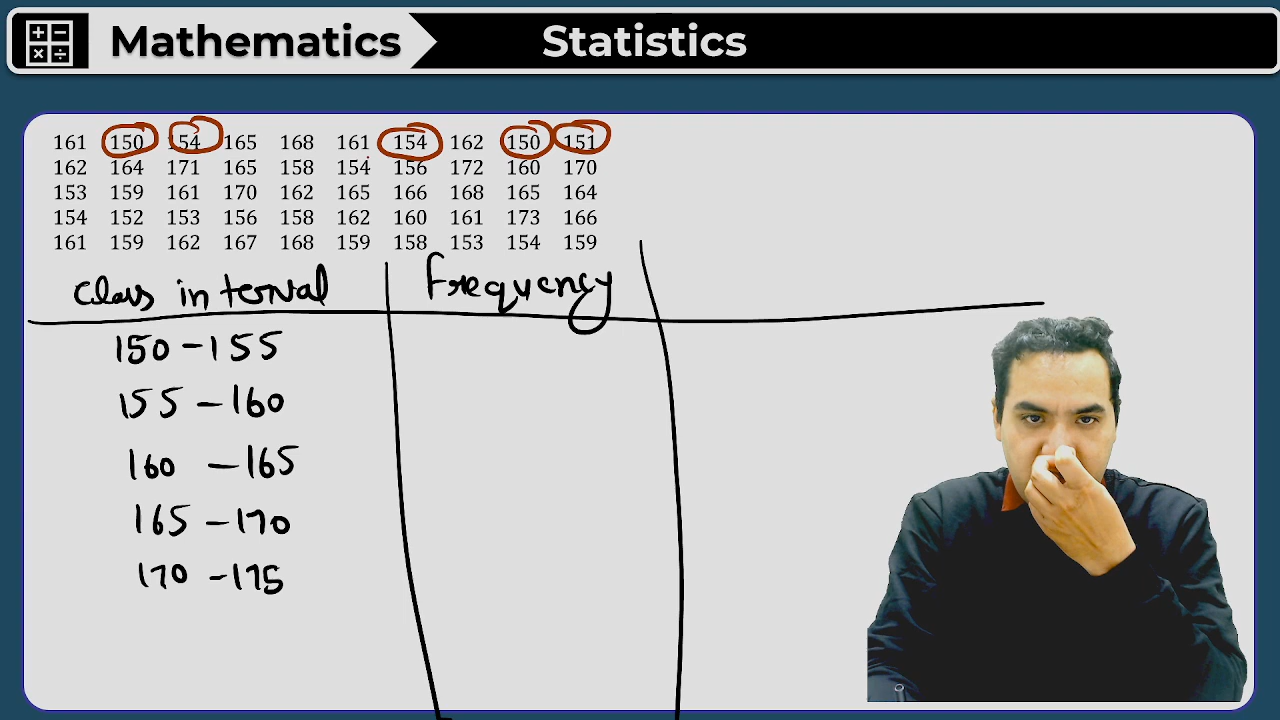 Mathematics Statistics
161 150 154 165 168 161 154 162 150 151
162 164 171 165 158 154 156 172 160 170
153 159 161 170 162 165 166 168 165 164
154 152 153 156 158 162 160 161 173 166
161 159 162 167 168 159 158 153 154 159
Class interval Frequency
150 - 155
155 - 160
160 - 165
165 - 170
170 - 175